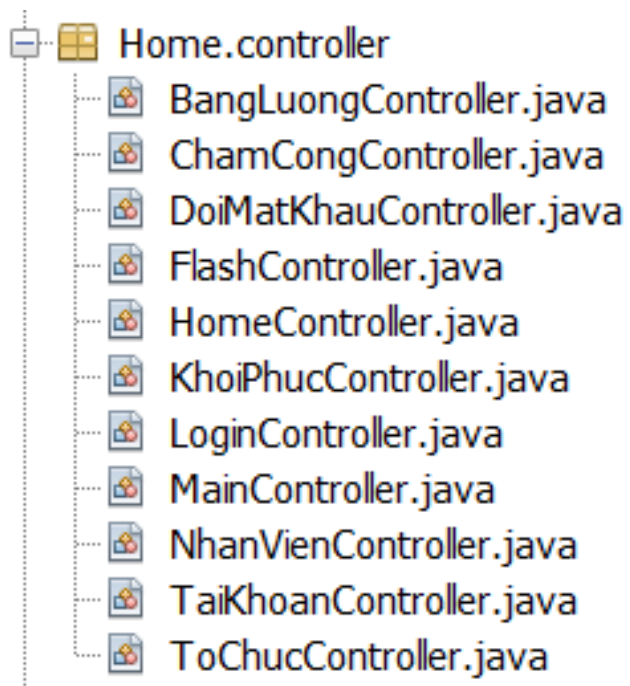 Home.controller
BangLuongController.java
ChamCongController.java
DoiMatKhauController.java
FlashController.java
HomeController.java
KhoiPhucController.java
LoginController.java
MainController.java
NhanVienController.java
TaiKhoanController.java
ToChucController.java